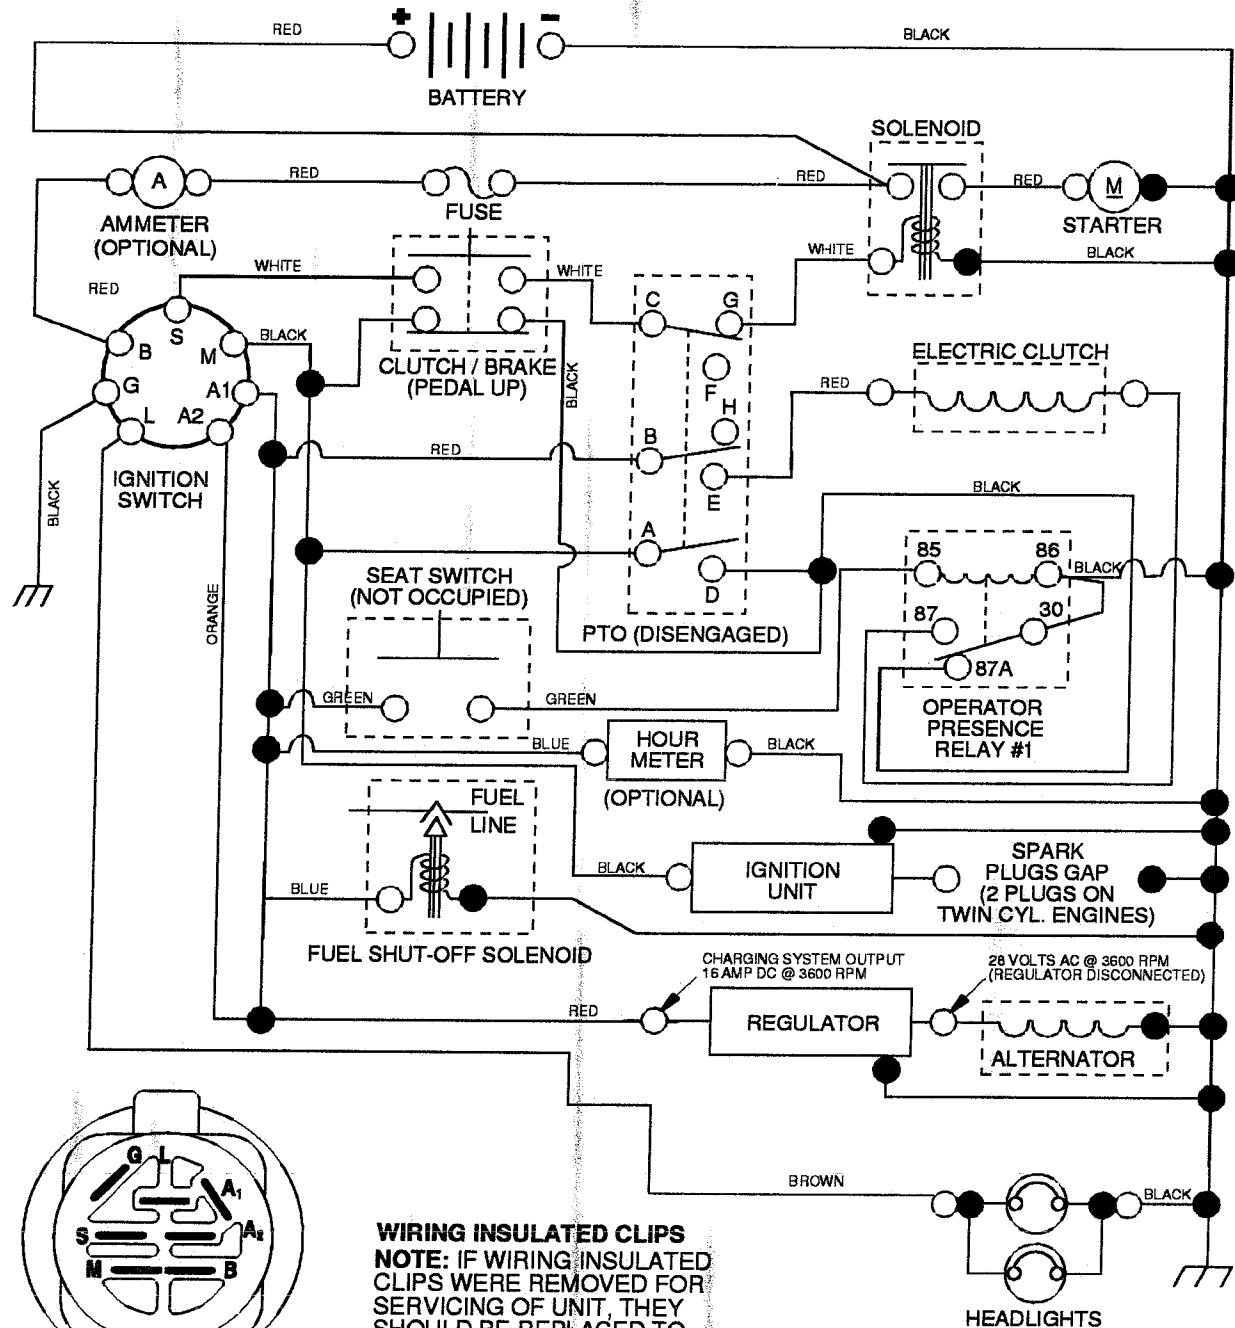 RED
+
-
BLACK
BATTERY
SOLENOID
A
RED
RED
RED
M
AMMETER
(OPTIONAL)
FUSE
STARTER
WHITE
WHITE
WHITE
BLACK
RED
S
B
M
BLACK
C
G
G
A1
L
A2
CLUTCH / BRAKE
(PEDAL UP)
BLACK
F
H
ELECTRIC CLUTCH
RED
B
RED
E
IGNITION
SWITCH
BLACK
BLACK
A
D
85
86
BLACK
SEAT SWITCH
(NOT OCCUPIED)
ORANGE
PTO (DISENGAGED)
87
30
87A
GREEN
GREEN
OPERATOR
PRESENCE
RELAY #1
BLUE
HOUR
METER
BLACK
(OPTIONAL)
FUEL
LINE
BLUE
BLACK
IGNITION
UNIT
SPARK
PLUGS GAP
(2 PLUGS ON
TWIN CYL. ENGINES)
FUEL SHUT-OFF SOLENOID
CHARGING SYSTEM OUTPUT
16 AMP DC @ 3600 RPM
28 VOLTS AC @ 3600 RPM
(REGULATOR DISCONNECTED)
RED
REGULATOR
ALTERNATOR
BROWN
BLACK
HEADLIGHTS
G L
A1
S
A2
M
B
WIRING INSULATED CLIPS
NOTE: IF WIRING INSULATED
CLIPS WERE REMOVED FOR
SERVICING OF UNIT, THEY
SHOULD BE REPLACED TO